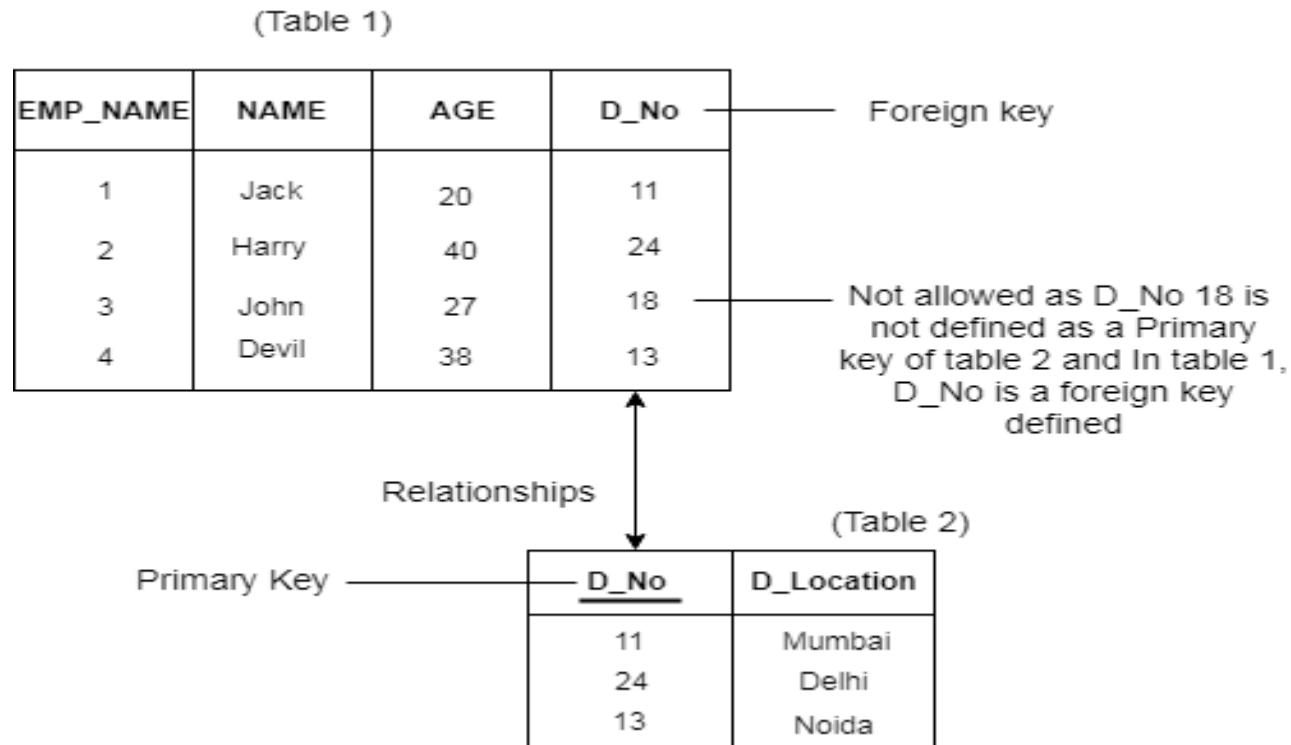 (Table 1)
EMP_NAME NAME AGE D_No Foreign key
1 Jack 20 11
2 Harry 40 24
3 John 27 18
4 Devil 38 13
Not allowed as D_No 18 is
not defined as a Primary
key of table 2 and In table 1,
D_No is a foreign key
defined
Relationships
(Table 2)
Primary Key D_No D_Location
11 Mumbai
24 Delhi
13 Noida